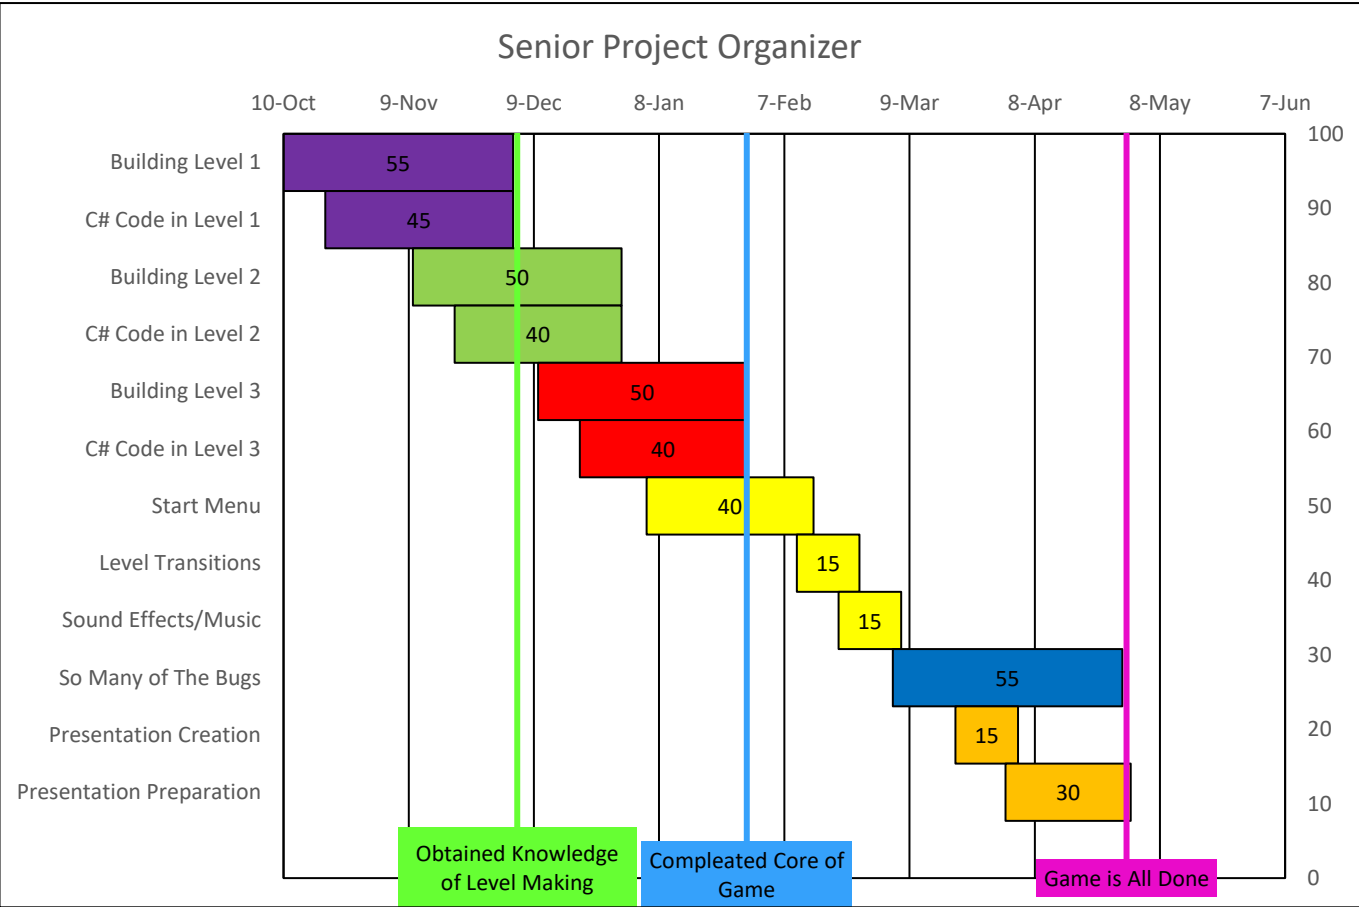 Senior Project Organizer
10-Oct 9-Nov 9-Dec 8-Jan 7-Feb 9-Mar 8-Apr 8-May 7-Jun
100
Building Level 1 55
90
C# Code in Level 1 45
Building Level 2 50
80
C# Code in Level 2 40
70
Building Level 3 50
60
C# Code in Level 3 40
Start Menu 40
50
Level Transitions 15
40
Sound Effects/Music 15
30
So Many of The Bugs 55
20
Presentation Creation 15
Presentation Preparation 30
10
Obtained Knowledge
of Level Making
Compleated Core of
Game
Game is All Done
0